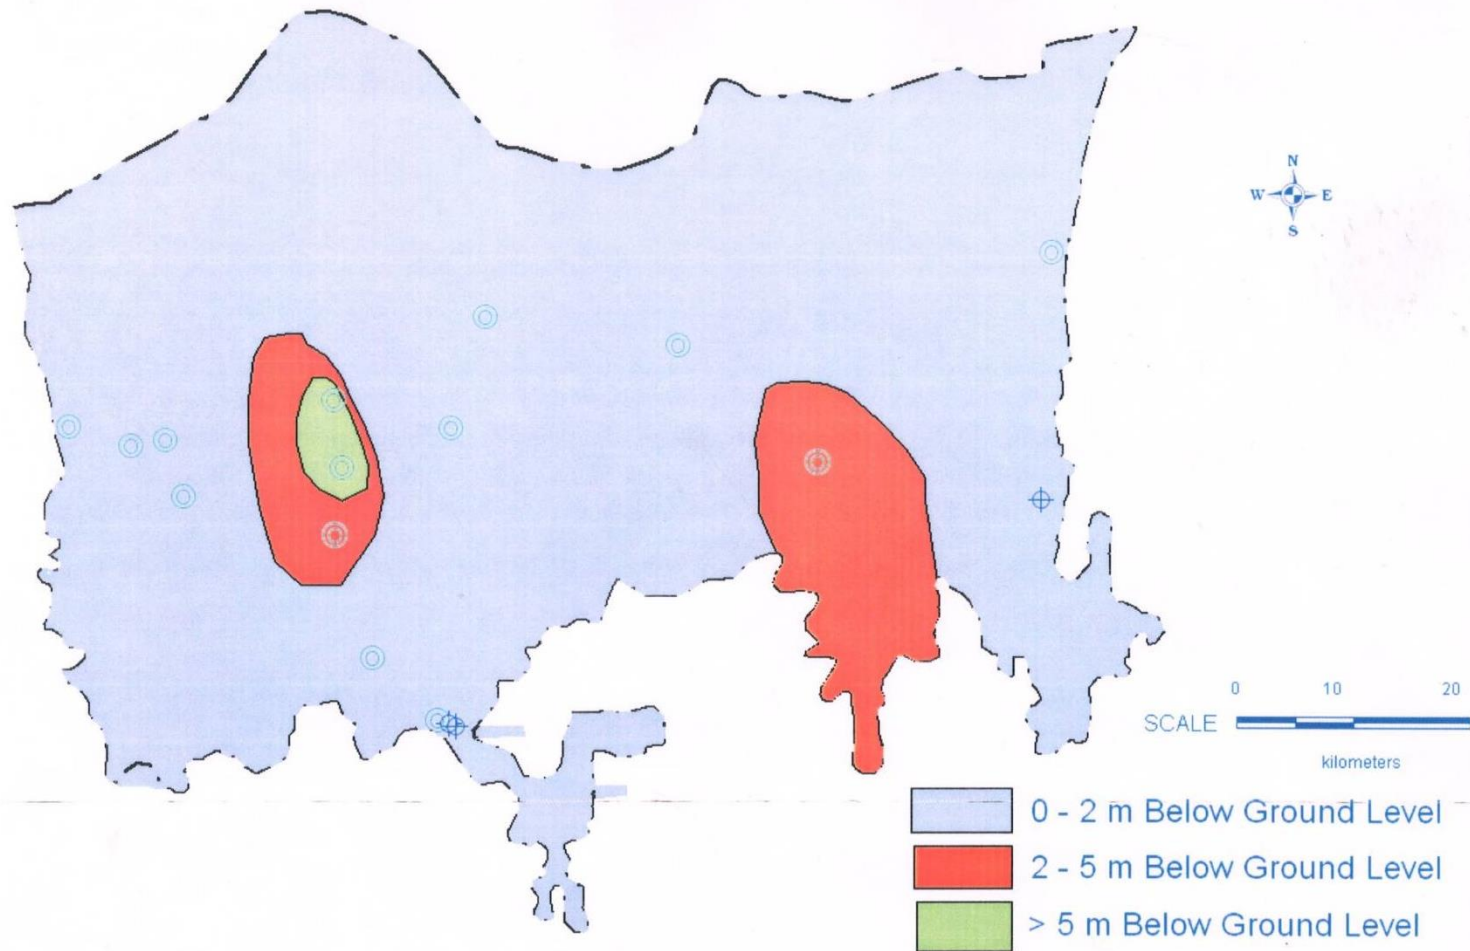 N
W E
S
0 10 20
SCALE
kilometers
0 - 2 m Below Ground Level
2 - 5 m Below Ground Level
> 5 m Below Ground Level